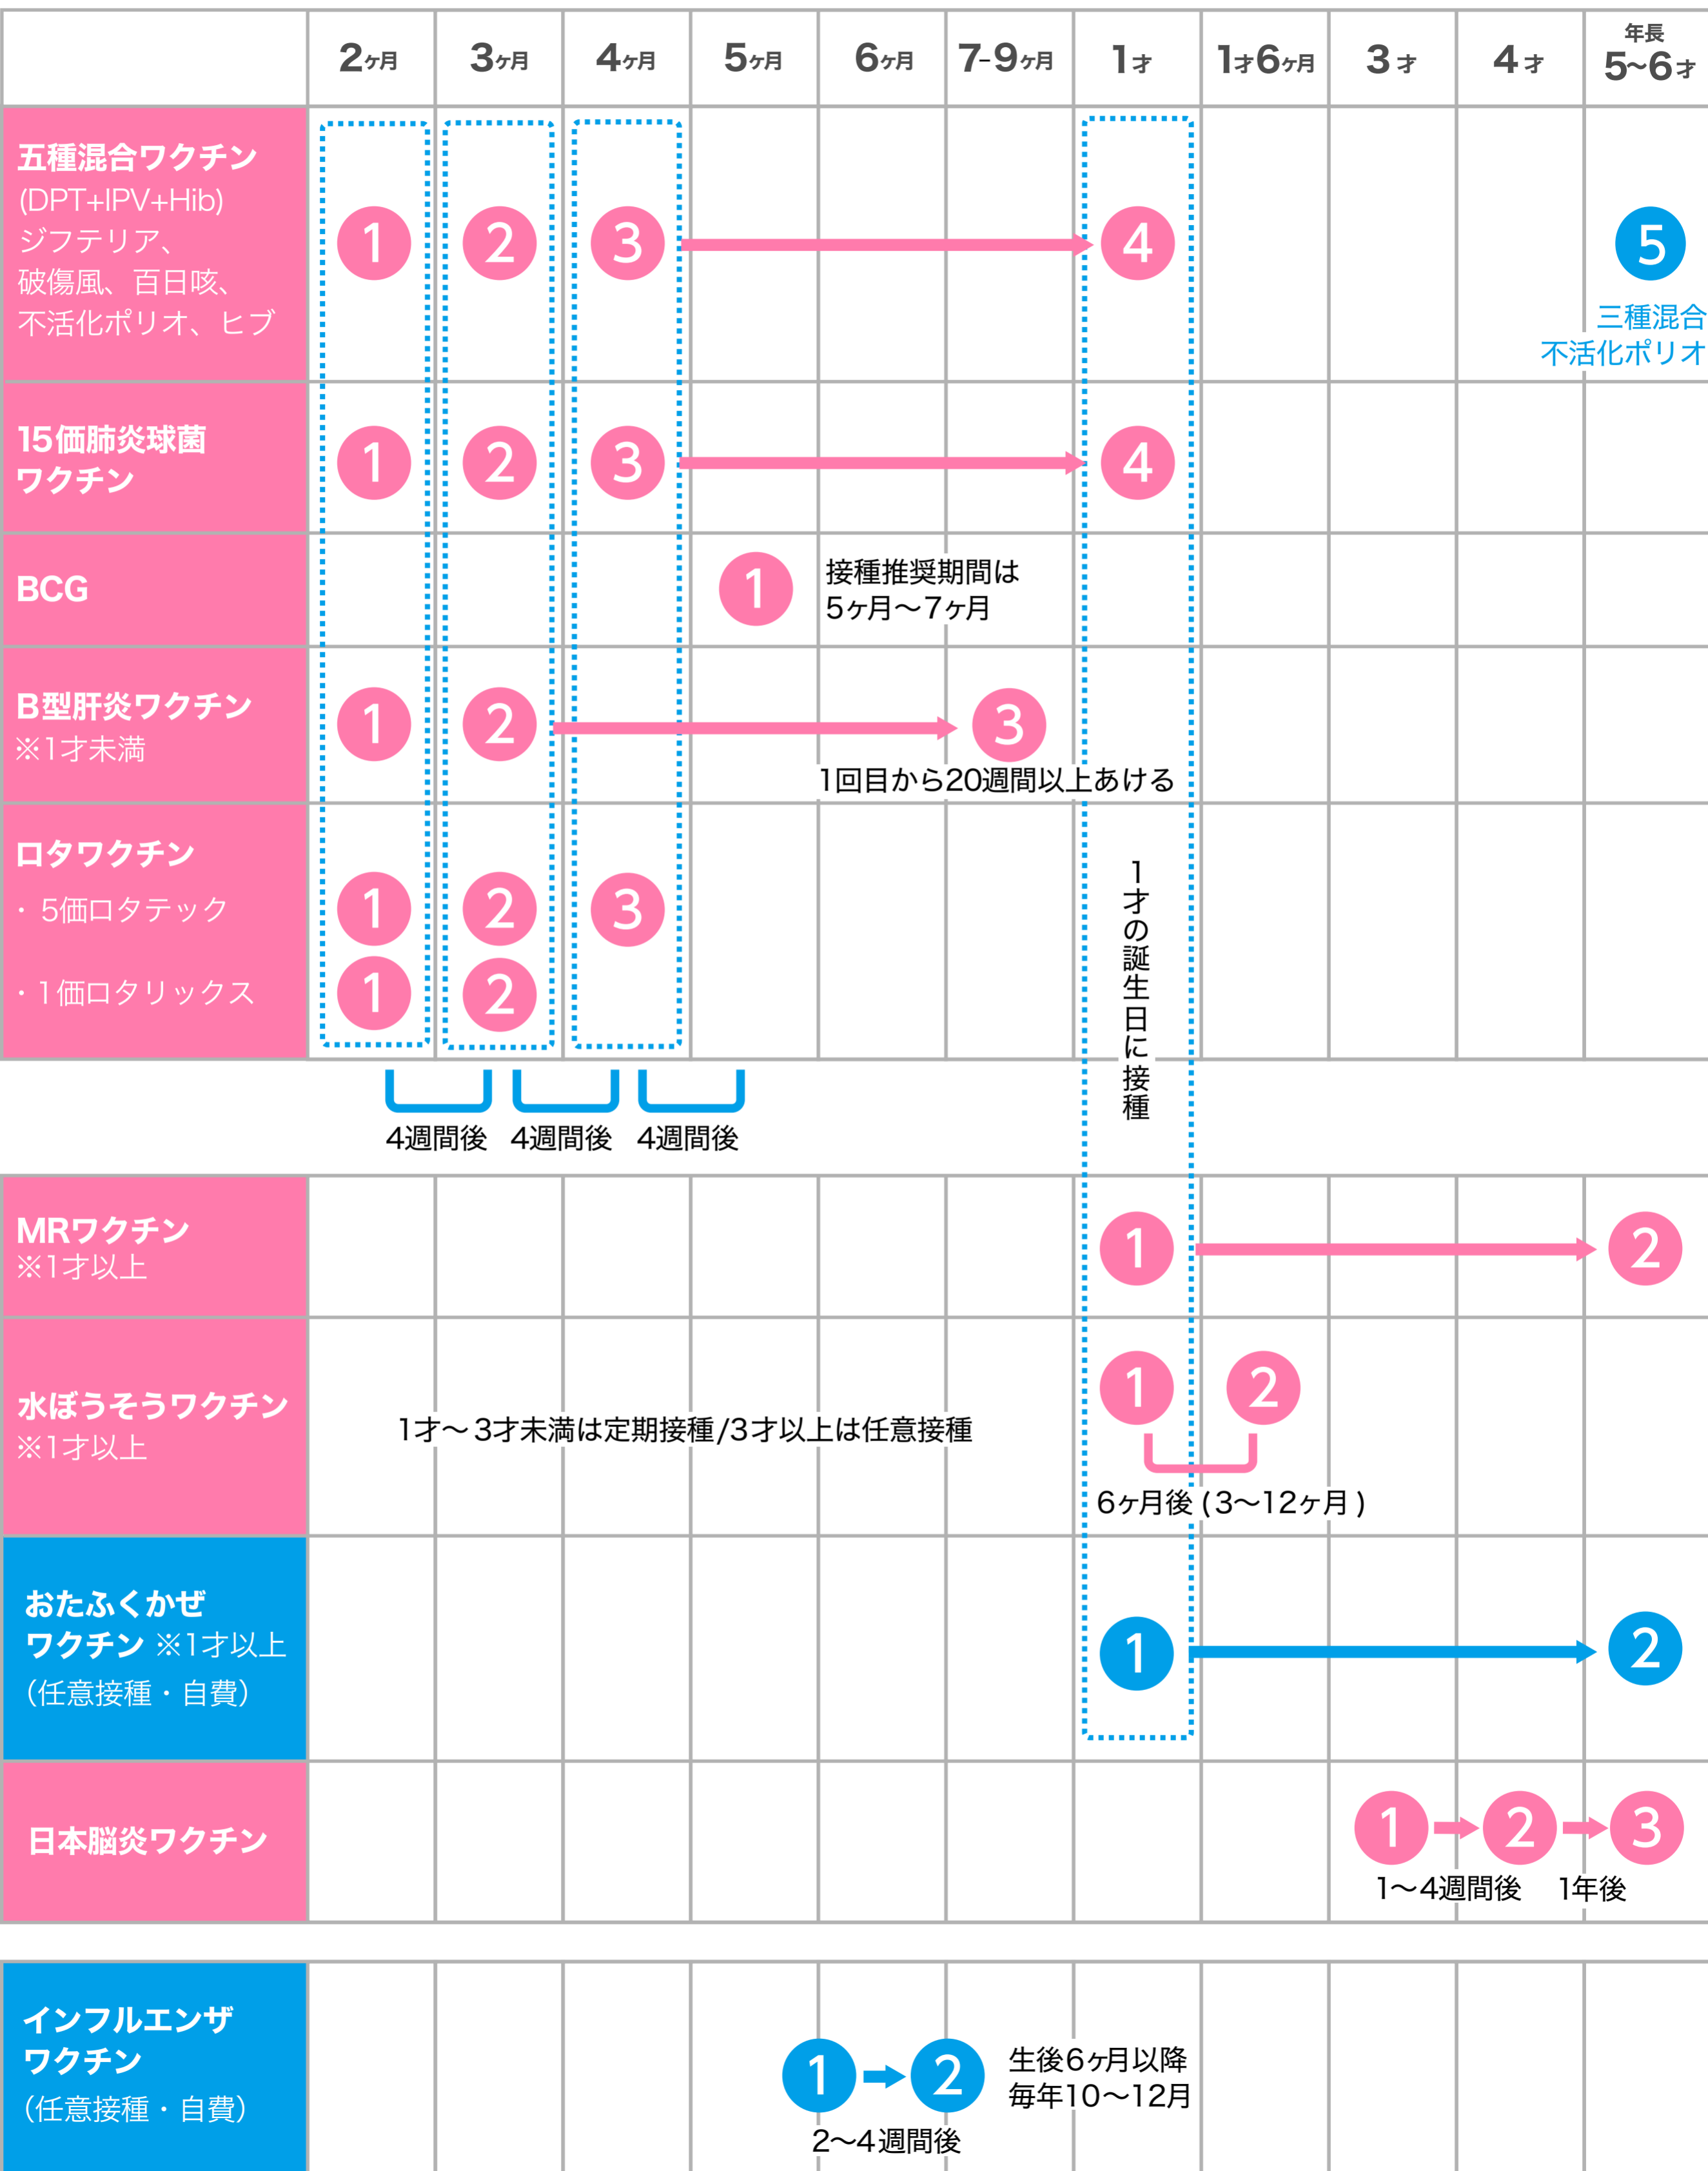 2ヶ月 3ヶ月 4ヶ月 5ヶ月 6ヶ月 7-9ヶ月 1才 1才6ヶ月 3才 4才 年長
5〜6才
五種混合ワクチン
(DPT+IPV+Hib)
ジフテリア、
破傷風、百日咳、
不活化ポリオ、ヒブ
1 2 3 4 5
三種混合
不活化ポリオ
15価肺炎球菌
ワクチン
1 2 3 4
BCG
1
接種推奨期間は
5ヶ月〜7ヶ月
B型肝炎ワクチン
※1才未満
1 2 3
1回目から20週間以上あける
ロタワクチン
・5価ロタテック
1 2 3
・1価ロタリックス
1 2
1才の誕生日に接種
4週間後 4週間後 4週間後
MRワクチン
※1才以上
1 2
水ぼうそうワクチン
※1才以上
1才〜3才未満は定期接種/3才以上は任意接種
1 2
6ヶ月後(3〜12ヶ月)
おたふくかぜ
ワクチン ※1才以上
（任意接種・自費）
1 2
日本脳炎ワクチン
1 2 3
1〜4週間後 1年後
インフルエンザ
ワクチン
（任意接種・自費）
1 2
生後6ヶ月以降
毎年10〜12月
2〜4週間後